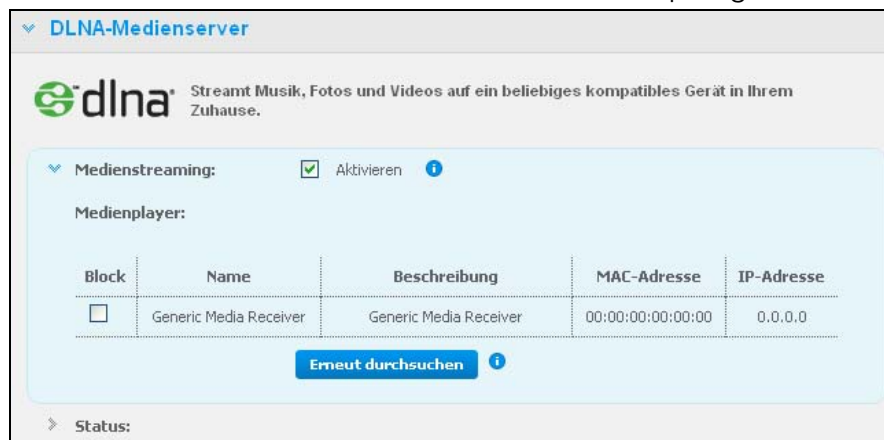 DLNA-Medienserver
dlna Streamt Musik, Fotos und Videos auf ein beliebiges kompatibles Gerät in Ihrem
Zuhause.
Medienstreaming: Aktivieren
Medienplayer:
Block Name Beschreibung MAC-Adresse IP-Adresse
Generic Media Receiver Generic Media Receiver 00:00:00:00:00:00 0.0.0.0
Erneut durchsuchen
Status: